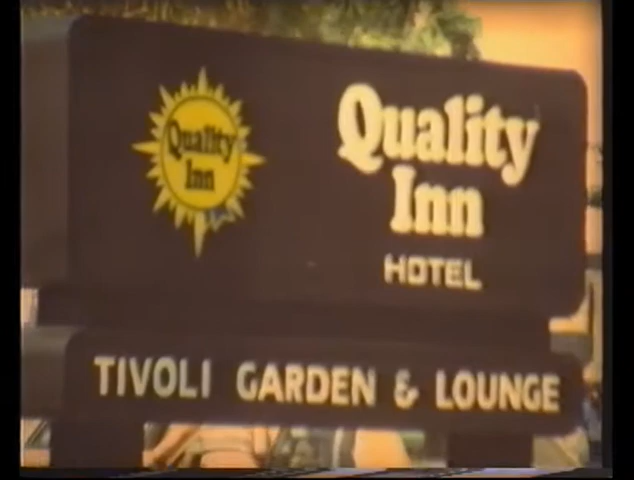 Quality
Inn
Quality
Inn
HOTEL
TIVOLI GARDEN & LOUNGE